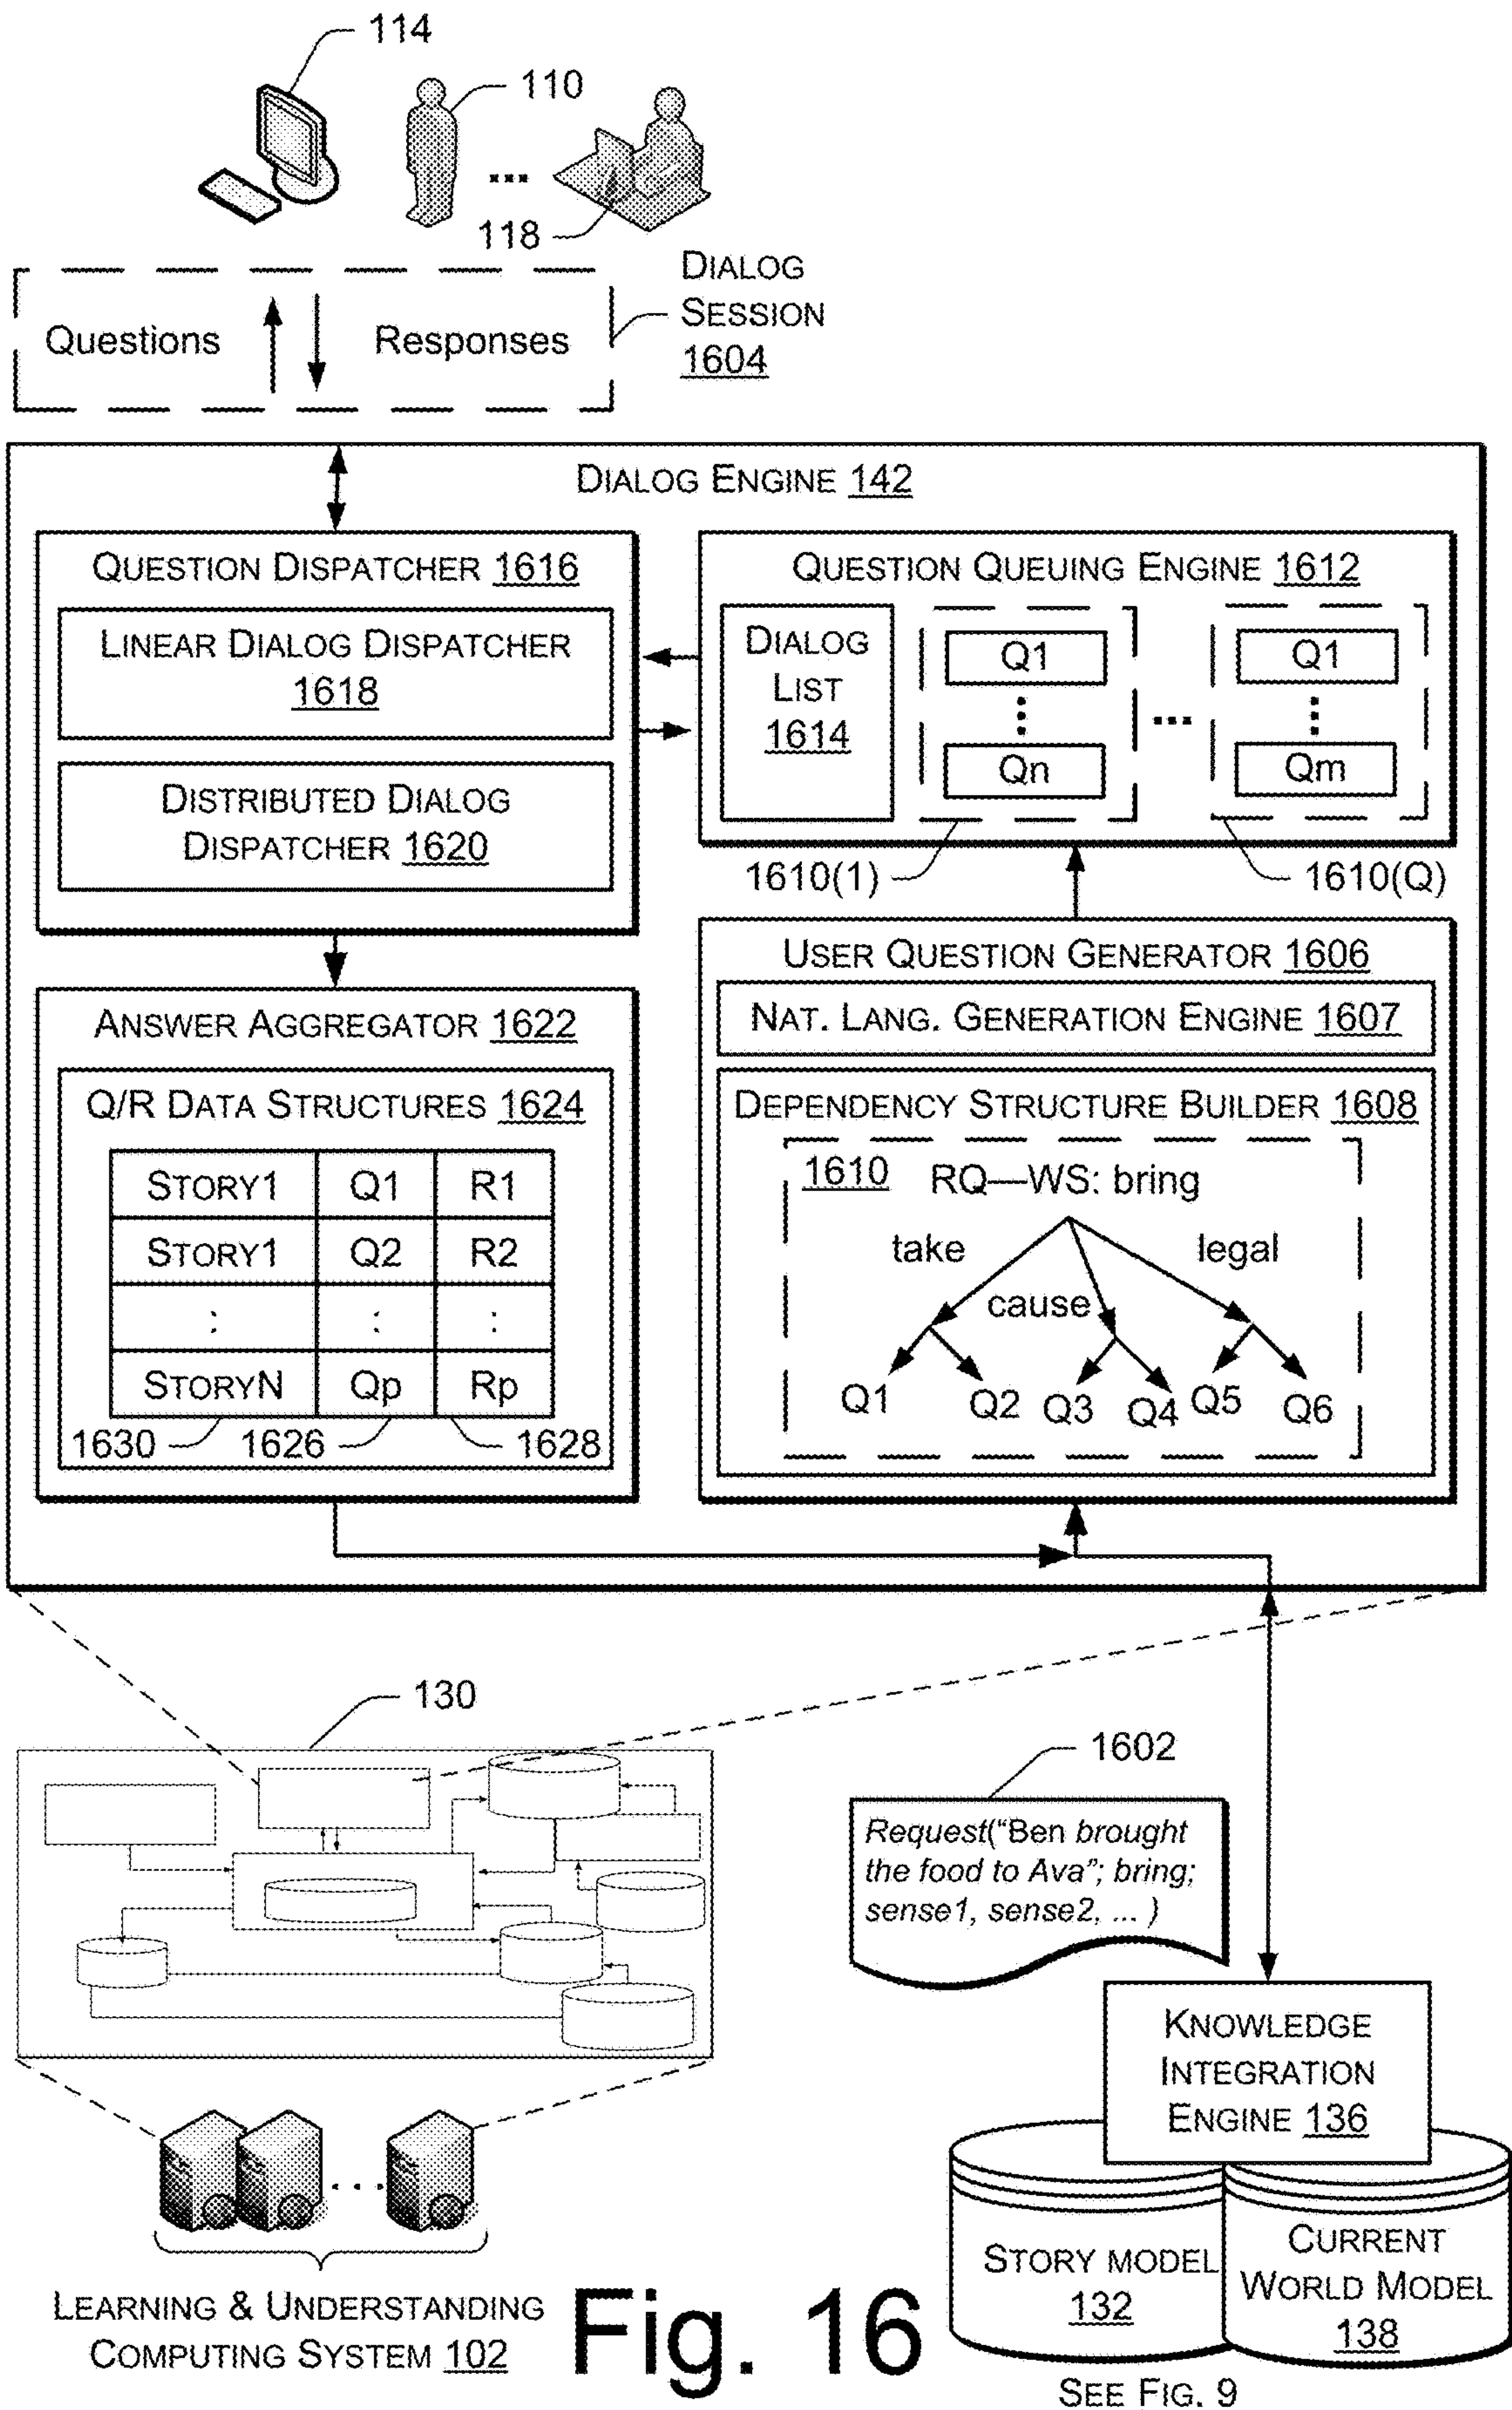 114
110
...
118
DIALOG
SESSION
1604
Questions
Responses
DIALOG ENGINE 142
QUESTION DISPATCHER 1616
LINEAR DIALOG DISPATCHER
1618
DISTRIBUTED DIALOG
DISPATCHER 1620
QUESTION QUEUING ENGINE 1612
DIALOG
LIST
1614
Q1
Qn
...
Q1
Qm
1610(1)
1610(Q)
ANSWER AGGREGATOR 1622
Q/R DATA STRUCTURES 1624
STORY1 Q1 R1
STORY1 Q2 R2
: : :
STORYN Qp Rp
1630 1626 1628
USER QUESTION GENERATOR 1606
NAT. LANG. GENERATION ENGINE 1607
DEPENDENCY STRUCTURE BUILDER 1608
1610 RQ—WS: bring
take
legal
cause
Q1 Q2 Q3 Q4 Q5 Q6
130
1602
Request("Ben brought
the food to Ava"; bring;
sense1, sense2, ... )
KNOWLEDGE
INTEGRATION
ENGINE 136
STORY MODEL
132
CURRENT
WORLD MODEL
138
SEE FIG. 9
...
LEARNING & UNDERSTANDING
COMPUTING SYSTEM 102
Fig. 16